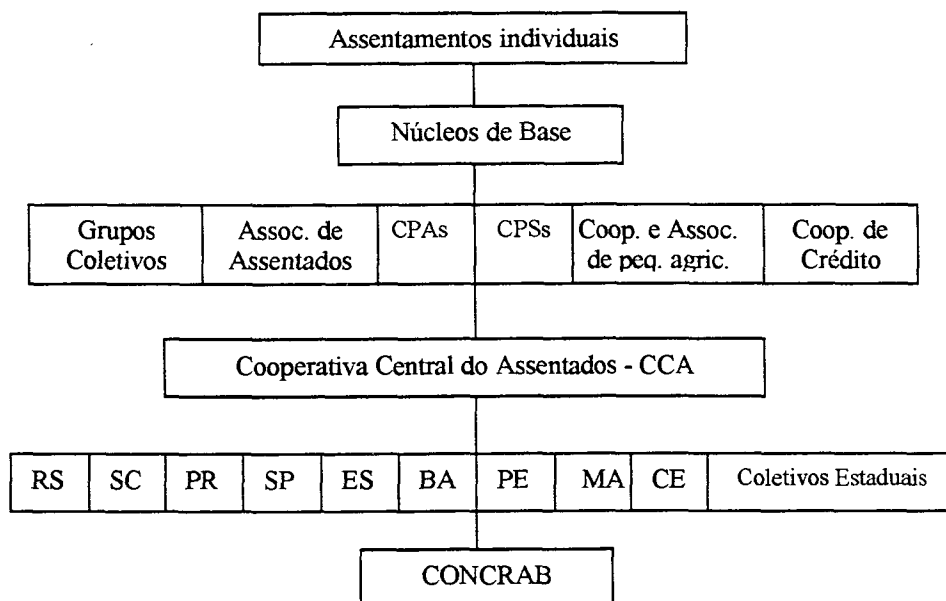 Assentamentos individuais
Núcleos de Base
Grupos
Coletivos
Assoc. de
Assentados
CPAs
CPSs
Coop. e Assoc.
de peq. agric.
Coop. de
Crédito
Cooperativa Central do Assentados - CCA
RS
SC
PR
SP
ES
BA
PE
MA
CE
Coletivos Estaduais
CONCRAB